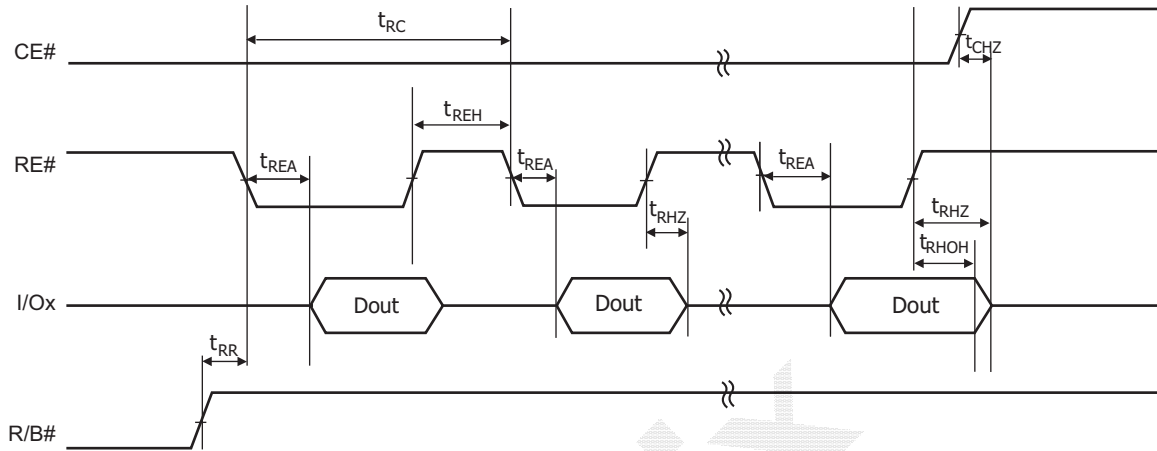 CE#
tRC
tCHZ
tREH
RE#
tREA
tREA
tREA
tRHZ
tRHZ
tRHOH
I/Ox
Dout
Dout
Dout
tRR
R/B#